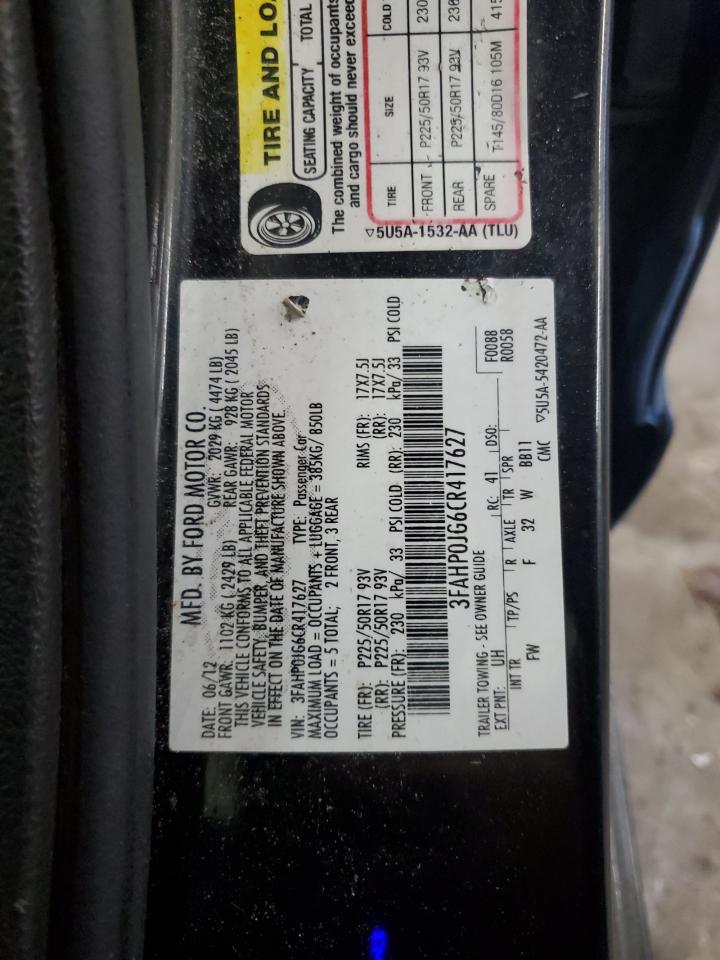 TIRE AND LO
SEATING CAPACITY
TOTAL
The combined weight of occupants
and cargo should never exceed
TIRE SIZE COLD
FRONT P225/50R17 93V 230
REAR P225/50R17 93V 230
SPARE T145/80D16 105M 415
▽5U5A-1532-AA (TLU)
MFD. BY FORD MOTOR CO.
DATE: 06/12 GVWR: 2029 KG ( 4474 LB)
FRONT GAWR: 1102 KG ( 2429 LB) REAR GAWR: 928 KG ( 2045 LB)
THIS VEHICLE CONFORMS TO ALL APPLICABLE FEDERAL MOTOR
VEHICLE SAFETY, BUMPER, AND THEFT PREVENTION STANDARDS
IN EFFECT ON THE DATE OF MANUFACTURE SHOWN ABOVE.
VIN: 3FAHP0JG6CR417627 TYPE: Passenger Car
MAXIMUM LOAD = OCCUPANTS + LUGGAGE = 385KG/ 850LB
OCCUPANTS = 5 TOTAL; 2 FRONT, 3 REAR
TIRE (FR): P225/50R17 93V RIMS (FR): 17X7.5J
(RR): P225/50R17 93V (RR): 17X7.5J
PRESSURE (FR): 230 kPa/ 33 PSI COLD (RR): 230 kPa/ 33 PSI COLD
3FAHP0JG6CR417627
TRAILER TOWING - SEE OWNER GUIDE F0088
EXT PNT: UH RC: 41 DSO: R0058
INT TR TP/PS R AXLE TR SPR
FW F 32 W BB11
CMC ▽5U5A-5420472-AA